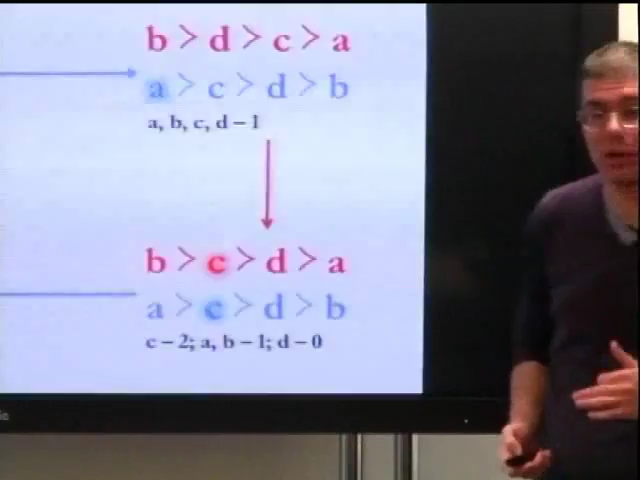 b > d > c > a
a > c > d > b
a, b, c, d – 1
b > c > d > a
a > c > d > b
c – 2; a, b – 1; d – 0